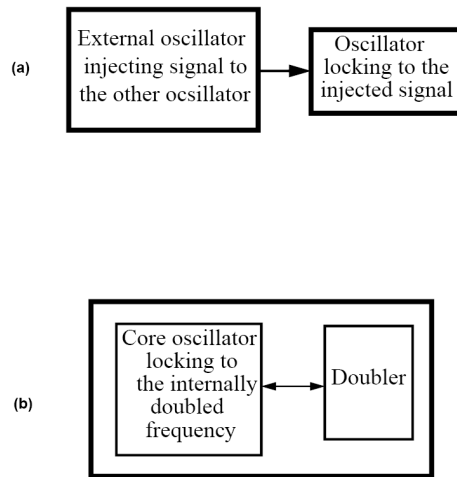 (a)
External oscillator
injecting signal to
the other ocsillator
Oscillator
locking to the
injected signal
(b)
Core oscillator
locking to
the internally
doubled
frequency
Doubler